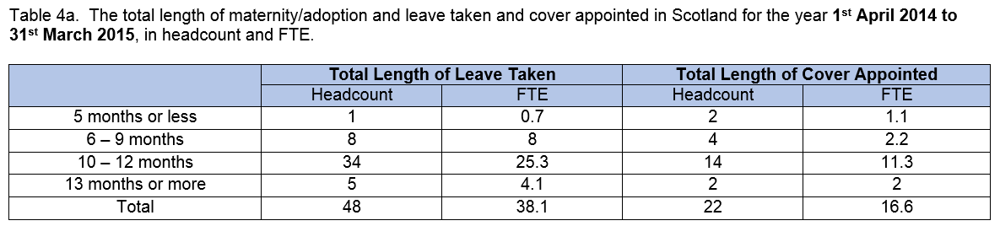 Table 4a.  The total length of maternity/adoption and leave taken and cover appointed in Scotland for the year 1st April 2014 to
31st March 2015, in headcount and FTE.
Total Length of Leave Taken Total Length of Cover Appointed
Headcount FTE Headcount FTE
5 months or less 1 0.7 2 1.1
6 – 9 months 8 8 4 2.2
10 – 12 months 34 25.3 14 11.3
13 months or more 5 4.1 2 2
Total 48 38.1 22 16.6